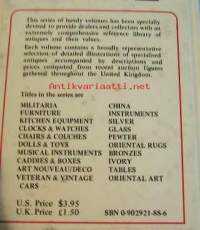 This series of handy volumes has been specially
devised to provide dealers and collectors with an
extremely comprehensive reference library of
antiques and their values.
Each volume contains a broadly representative
selection of detailed illustrations of specialised
antiques accompanied by descriptions and
prices computed from recent auction figures
gathered throughout the United Kingdom.
Antikvariaatti.net
Titles in the series are
MILITARIA
FURNITURE
KITCHEN EQUIPMENT
CLOCKS & WATCHES
CHAIRS & COUCHES
DOLLS & TOYS
MUSICAL INSTRUMENTS
CADDIES & BOXES
ART NOUVEAU/DECO
VETERAN & VINTAGE
CARS
CHINA
INSTRUMENTS
SILVER
GLASS
PEWTER
ORIENTAL RUGS
BRONZES
IVORY
TABLES
ORIENTAL ART
U.S. Price $3.95
U.K. Price £1.50
ISBN 0-902921-88-6